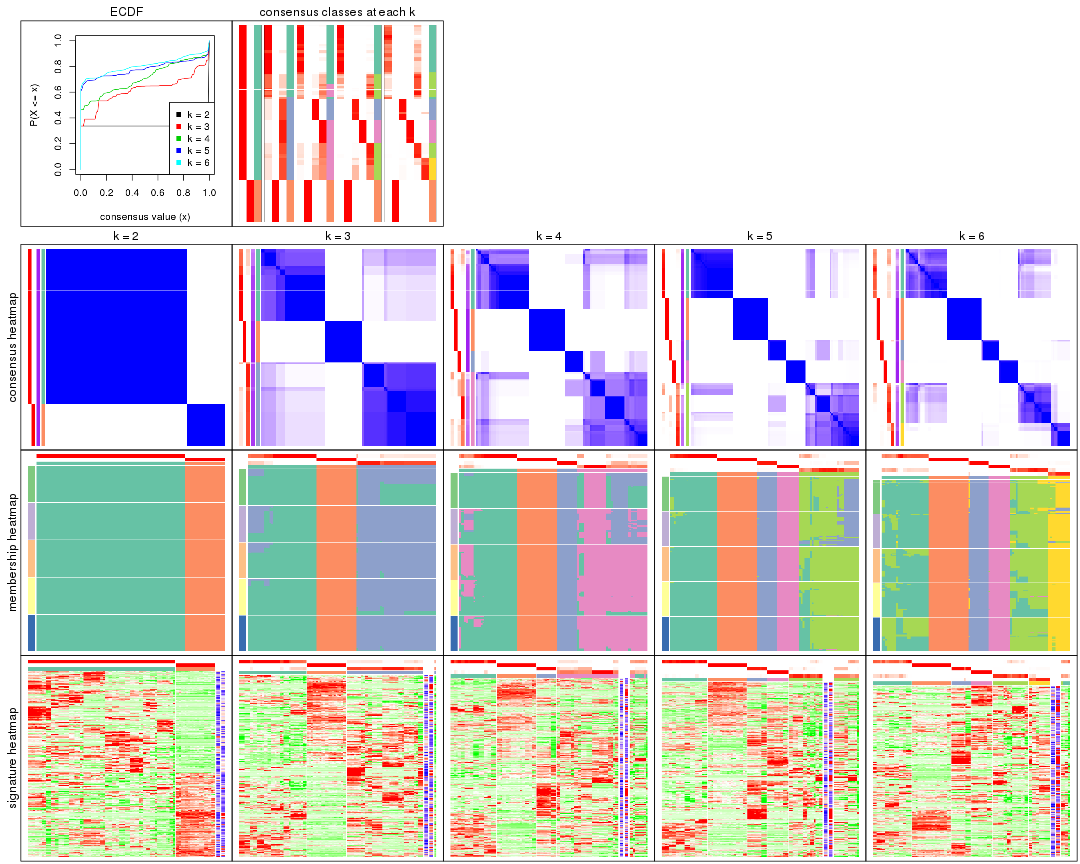 ECDF
consensus classes at each k
P(X <= x)
0.0 0.2 0.4 0.6 0.8 1.0
k = 2
k = 3
k = 4
k = 5
k = 6
0.0 0.2 0.4 0.6 0.8 1.0
consensus value (x)
k = 2
k = 3
k = 4
k = 5
k = 6
consensus heatmap
membership heatmap
signature heatmap